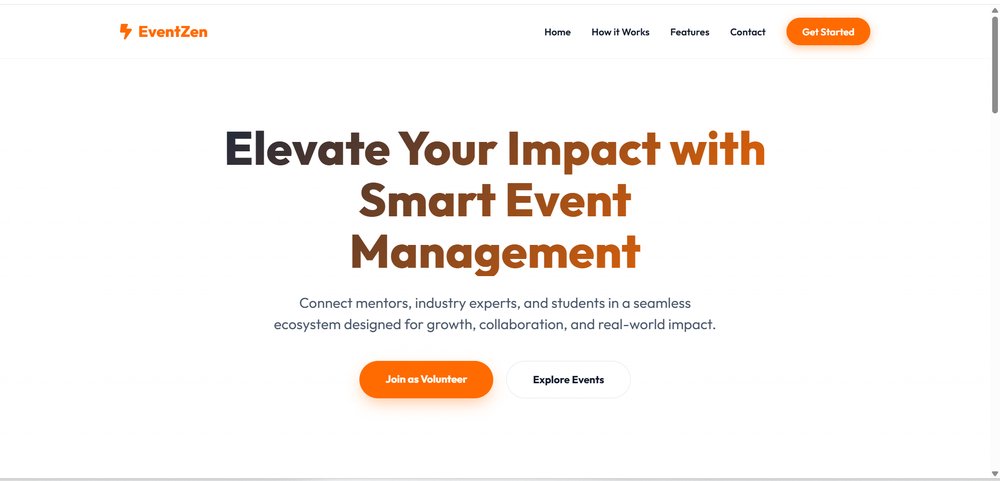 EventZen
Home
How it Works
Features
Contact
Get Started
Elevate Your Impact with
Smart Event
Management
Connect mentors, industry experts, and students in a seamless
ecosystem designed for growth, collaboration, and real-world impact.
Join as Volunteer
Explore Events